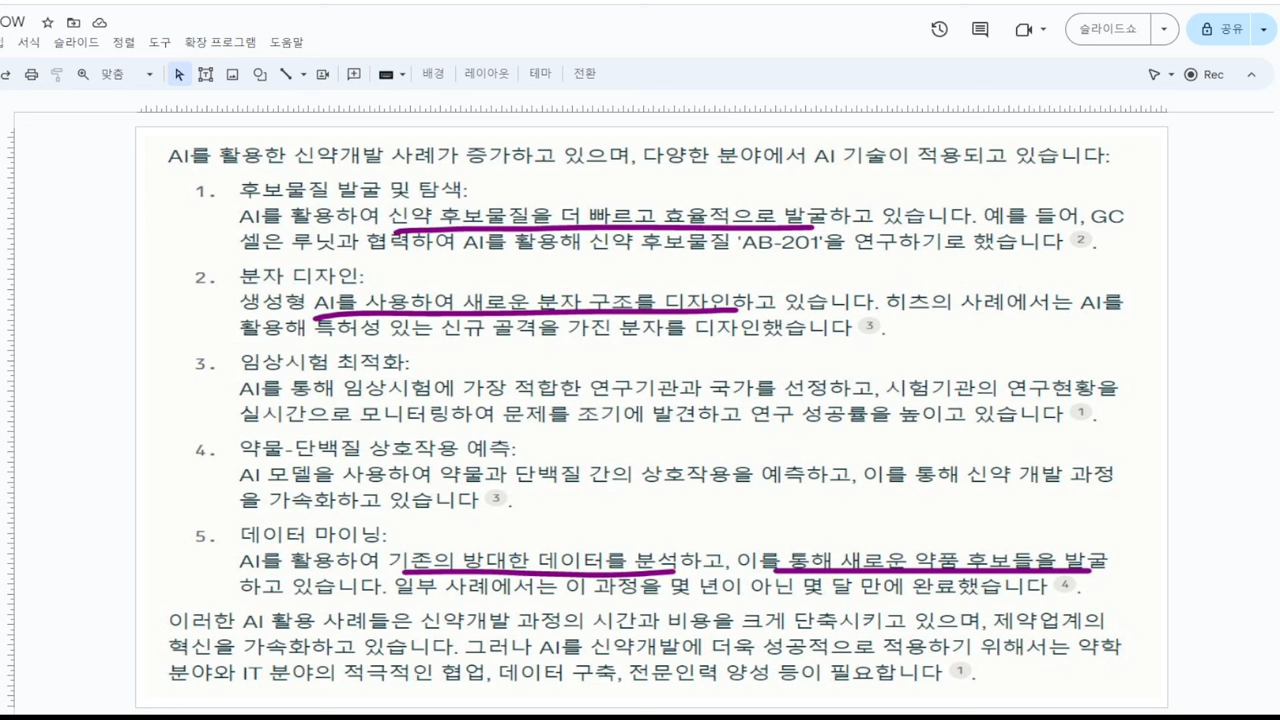 OW
서식 슬라이드 정렬 도구 확장 프로그램 도움말
슬라이드쇼
공유
맞춤
배경 레이아웃 테마 전환
Rec
AI를 활용한 신약개발 사례가 증가하고 있으며, 다양한 분야에서 AI 기술이 적용되고 있습니다:
1. 후보물질 발굴 및 탐색:
AI를 활용하여 신약 후보물질을 더 빠르고 효율적으로 발굴하고 있습니다. 예를 들어, GC
셀은 루닛과 협력하여 AI를 활용해 신약 후보물질 'AB-201'을 연구하기로 했습니다 2.
2. 분자 디자인:
생성형 AI를 사용하여 새로운 분자 구조를 디자인하고 있습니다. 히츠의 사례에서는 AI를
활용해 특허성 있는 신규 골격을 가진 분자를 디자인했습니다 3.
3. 임상시험 최적화:
AI를 통해 임상시험에 가장 적합한 연구기관과 국가를 선정하고, 시험기관의 연구현황을
실시간으로 모니터링하여 문제를 조기에 발견하고 연구 성공률을 높이고 있습니다 1.
4. 약물-단백질 상호작용 예측:
AI 모델을 사용하여 약물과 단백질 간의 상호작용을 예측하고, 이를 통해 신약 개발 과정
을 가속화하고 있습니다 3.
5. 데이터 마이닝:
AI를 활용하여 기존의 방대한 데이터를 분석하고, 이를 통해 새로운 약품 후보들을 발굴
하고 있습니다. 일부 사례에서는 이 과정을 몇 년이 아닌 몇 달 만에 완료했습니다 4.
이러한 AI 활용 사례들은 신약개발 과정의 시간과 비용을 크게 단축시키고 있으며, 제약업계의
혁신을 가속화하고 있습니다. 그러나 AI를 신약개발에 더욱 성공적으로 적용하기 위해서는 약학
분야와 IT 분야의 적극적인 협업, 데이터 구축, 전문인력 양성 등이 필요합니다 1.